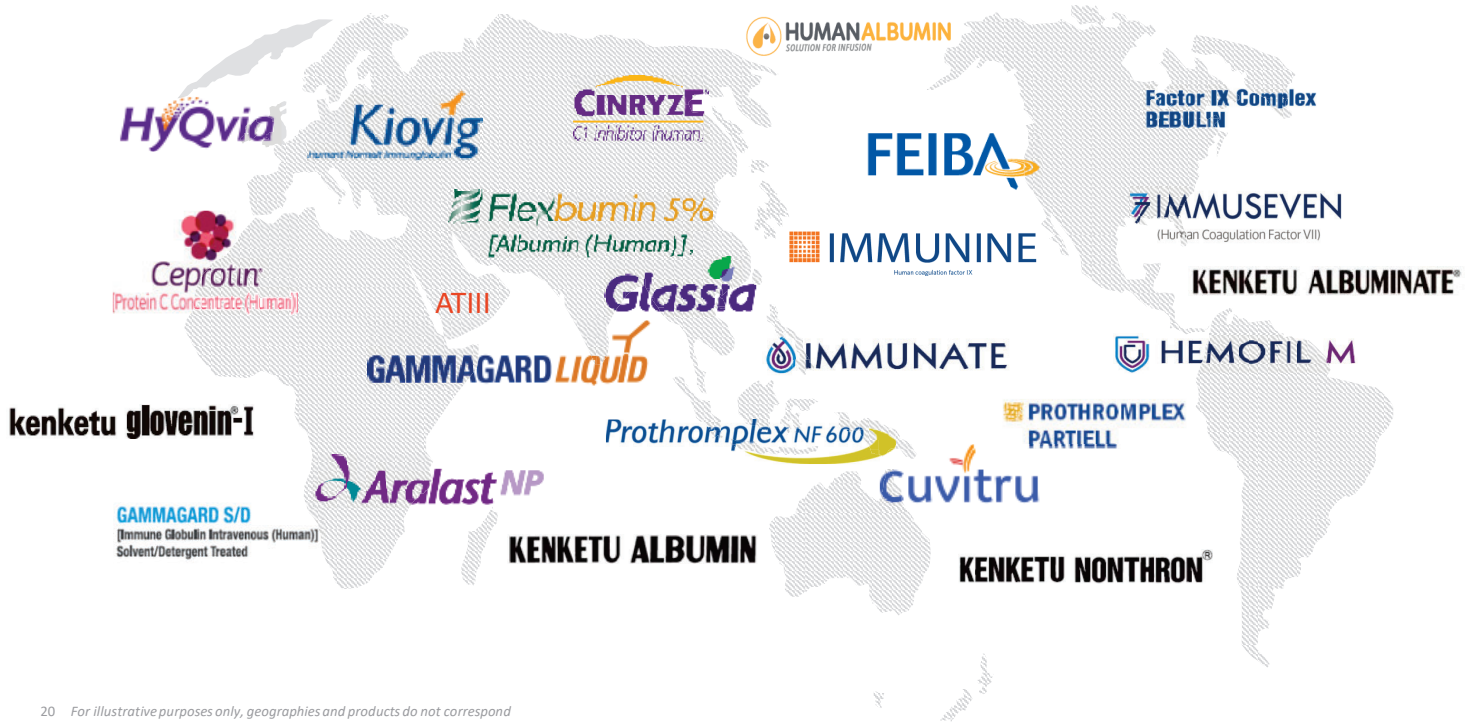 HUMANALBUMIN
SOLUTION FOR INFUSION
HyQvia
Kiovig
Human Normal Immunoglobulin
CINRYZE™
C1 inhibitor (human)
Factor IX Complex
BEBULIN
FEIBA
Flexbumin 5%
[Albumin (Human)],
IMMUSEVEN
(Human Coagulation Factor VII)
IMMUNINE
Human coagulation factor IX
Ceprotin
[Protein C Concentrate (Human)]
ATIII
Glassia
KENKETU ALBUMINATE®
GAMMAGARD LIQUID
IMMUNATE
HEMOFIL M
kenketu glovenin®-I
Prothromplex NF 600
PROTHROMPLEX
PARTIELL
Aralast NP
cuvitru
GAMMAGARD S/D
[Immune Globulin Intravenous (Human)]
Solvent/Detergent Treated
KENKETU ALBUMIN
KENKETU NONTHRON®
20 For illustrative purposes only, geographies and products do not correspond